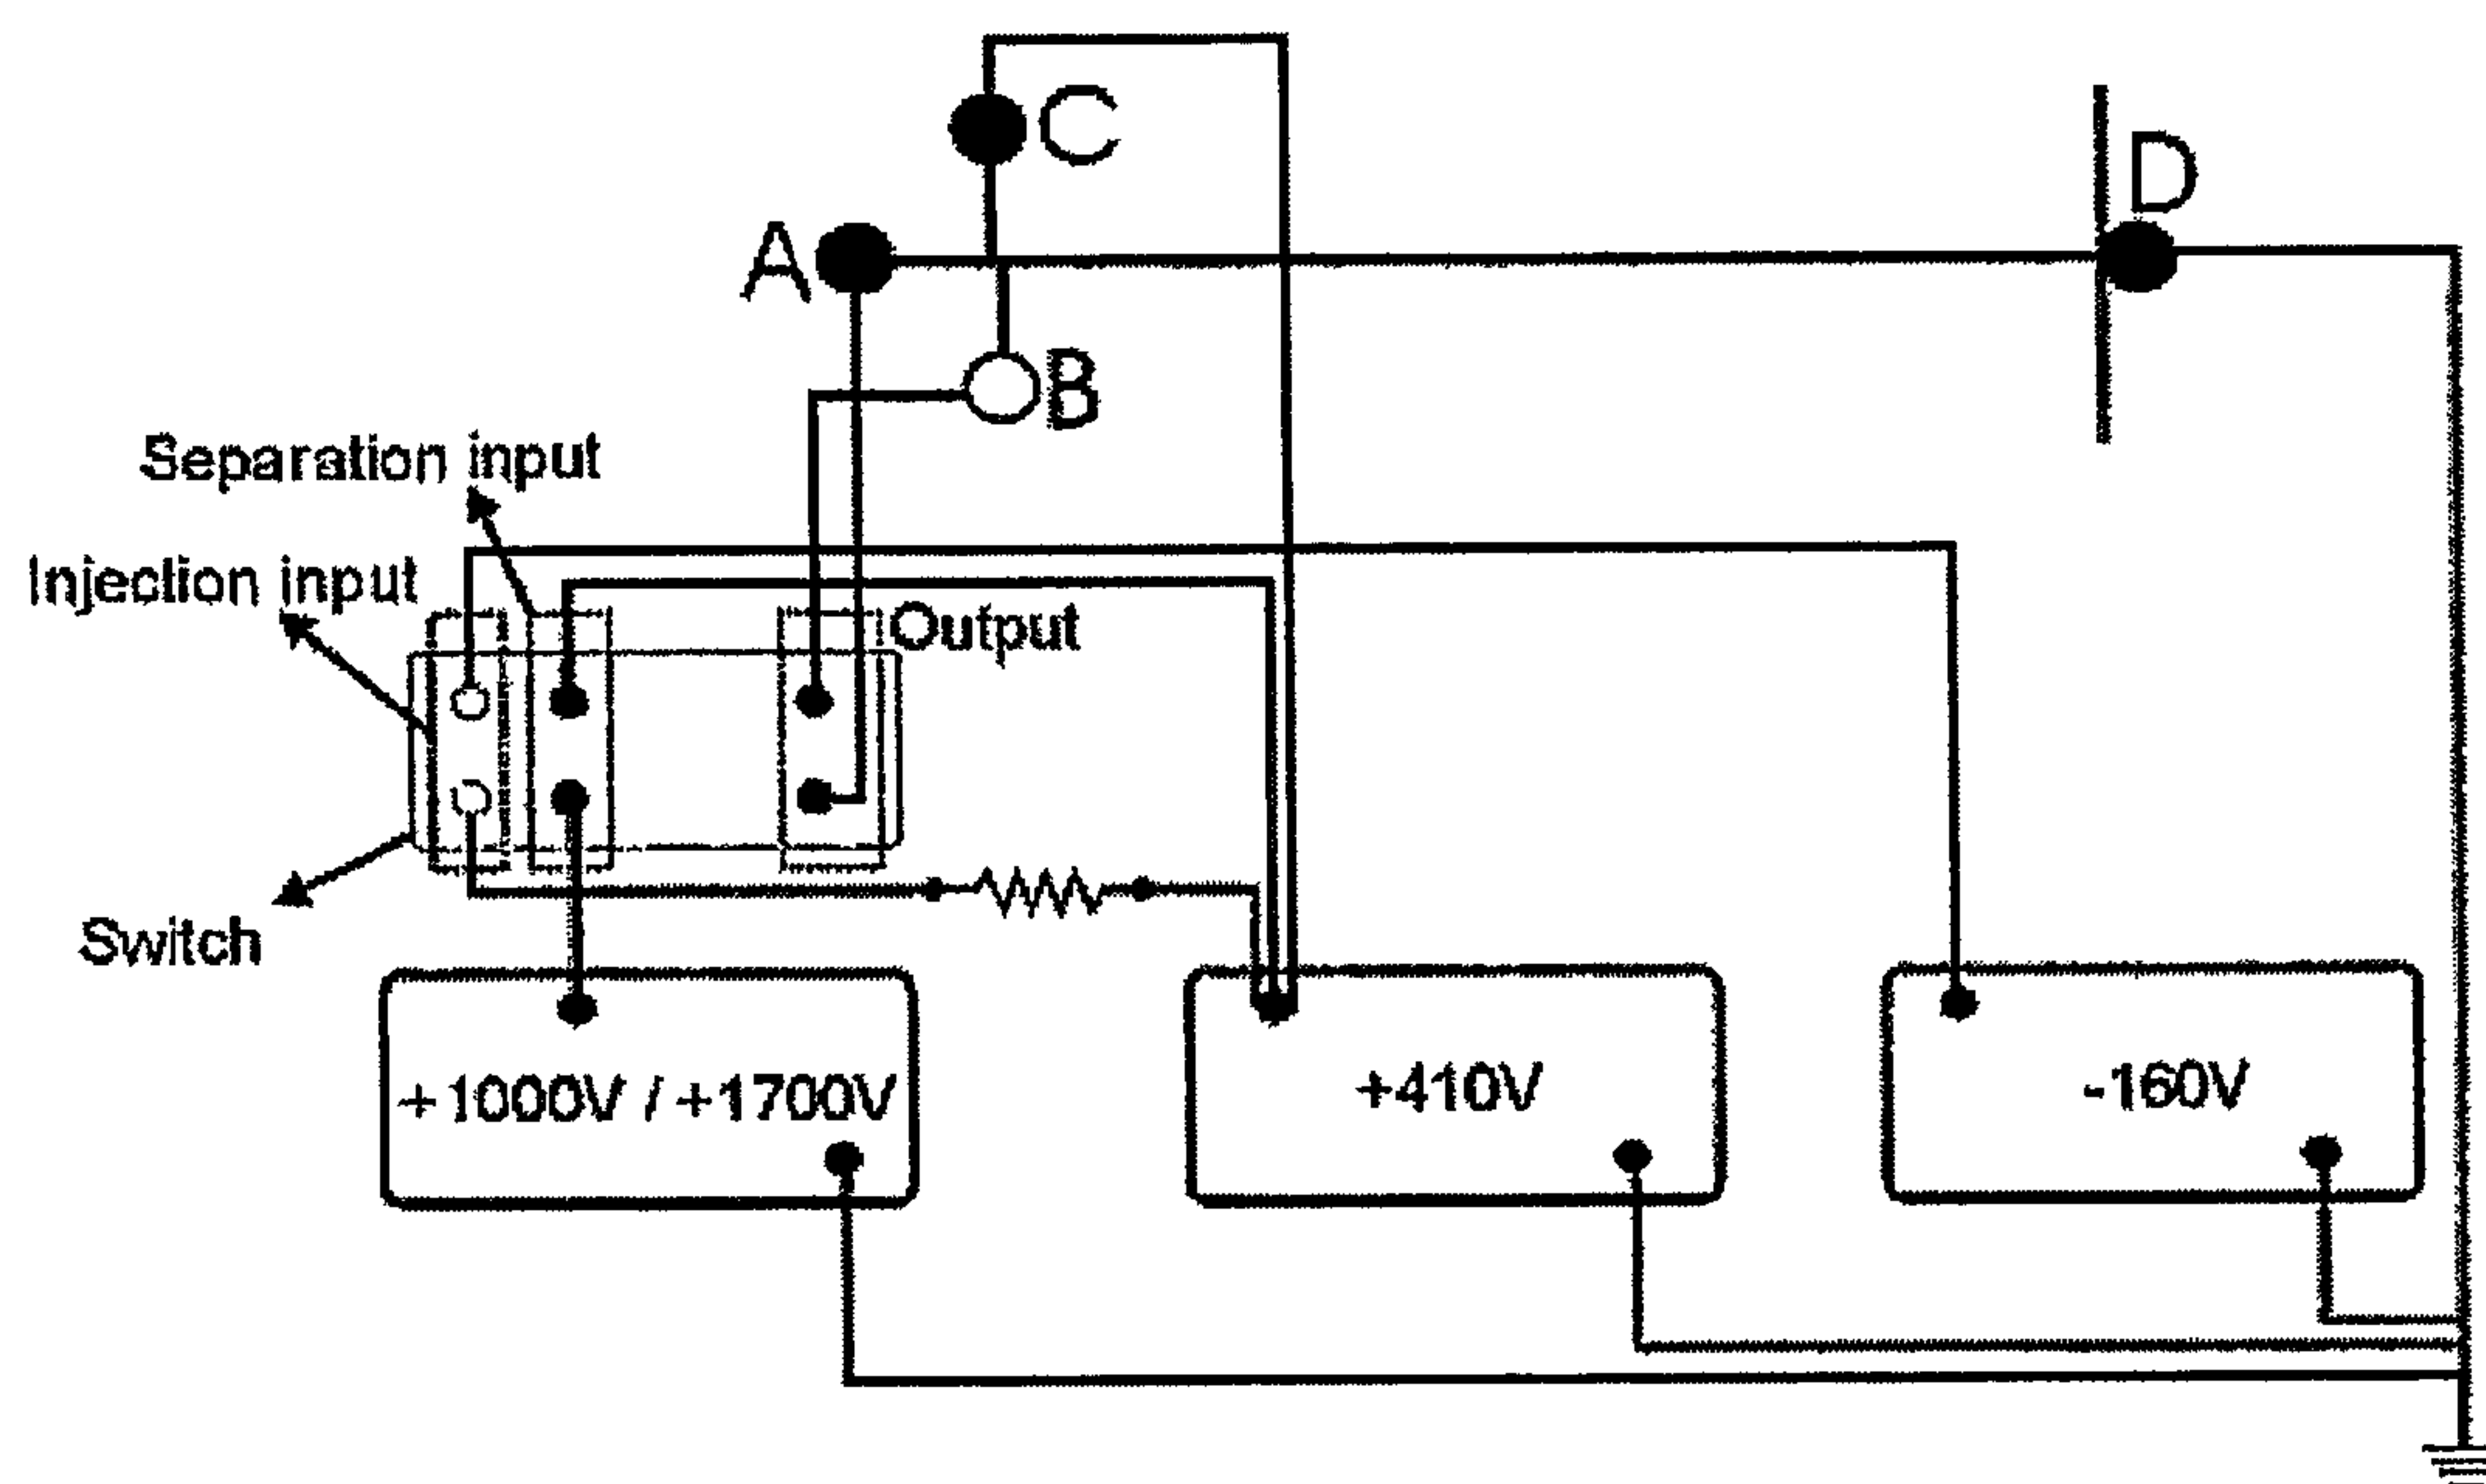 C
D
A
B
Separation input
Injection input
Output
Switch
+1000V / +1700V
+410V
-160V